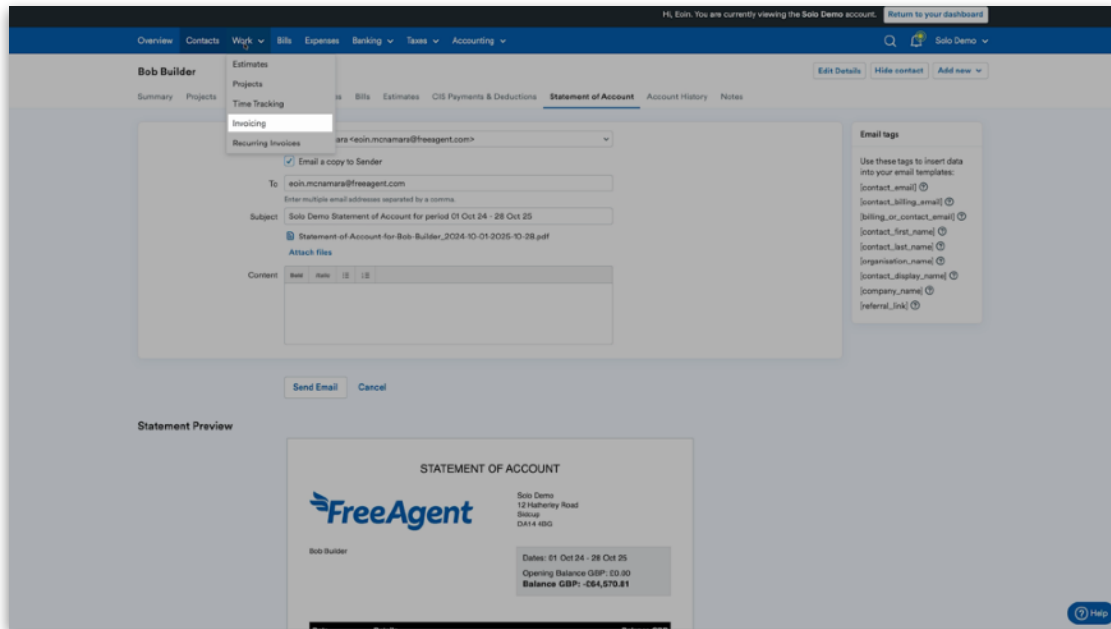 Hi, Eoin. You are currently viewing the Solo Demo account. Return to your dashboard
Overview Contacts Work Bills Expenses Banking Taxes Accounting Solo Demo
Bob Builder
Edit Details Hide contact Add new
Summary Projects Bills Estimates CIS Payments & Deductions Statement of Account Account History Notes
Estimates
Projects
Time Tracking
Invoicing
Recurring Invoices
ara <eoin.mcnamara@freeagent.com>
Email a copy to Sender
To eoin.mcnamara@freeagent.com
Enter multiple email addresses separated by a comma.
Subject Solo Demo Statement of Account for period 01 Oct 24 - 28 Oct 25
Statement-of-Account-for-Bob-Builder_2024-10-01-2025-10-28.pdf
Attach files
Content Bold Italic
Email tags
Use these tags to insert data
into your email templates:
[contact_email]
[contact_billing_email]
[billing_or_contact_email]
[contact_first_name]
[contact_last_name]
[organisation_name]
[contact_display_name]
[company_name]
[referral_link]
Send Email Cancel
Statement Preview
STATEMENT OF ACCOUNT
FreeAgent
Solo Demo
12 Hatherley Road
Sidcup
DA14 4BG
Bob Builder
Dates: 01 Oct 24 - 28 Oct 25
Opening Balance GBP: £0.00
Balance GBP: -£64,570.81
Help